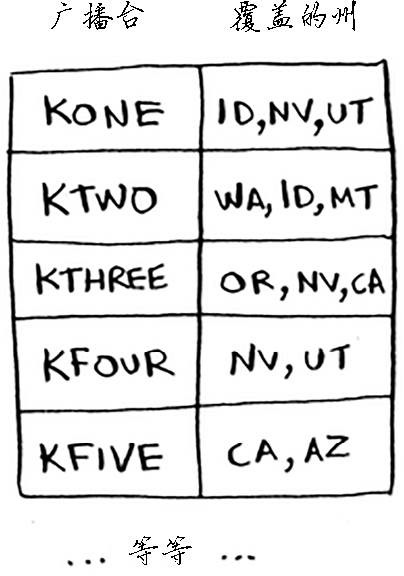 广播台 覆盖的州
KONE ID,NV,UT
KTWO WA,ID,MT
KTHREE OR,NV,CA
KFOUR NV,UT
KFIVE CA,AZ
... 等等 ...